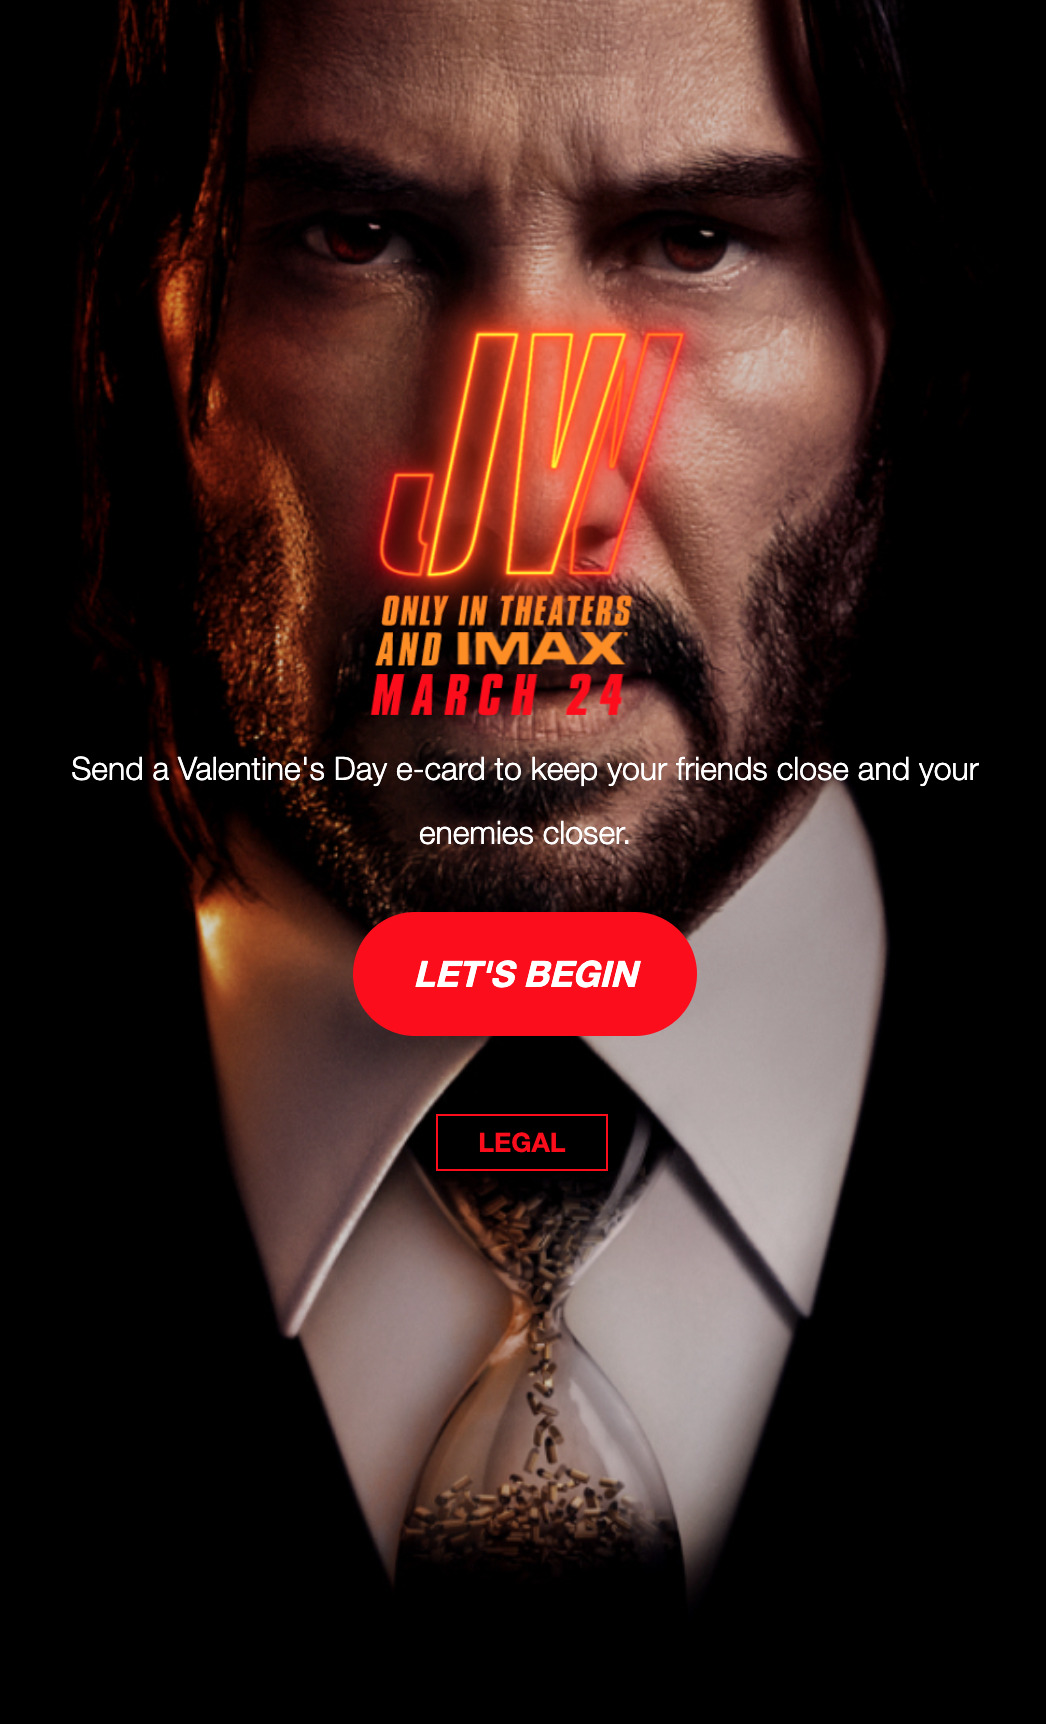 JW
ONLY IN THEATERS
AND IMAX
MARCH 24
Send a Valentine's Day e-card to keep your friends close and your
enemies closer.
LET'S BEGIN
LEGAL